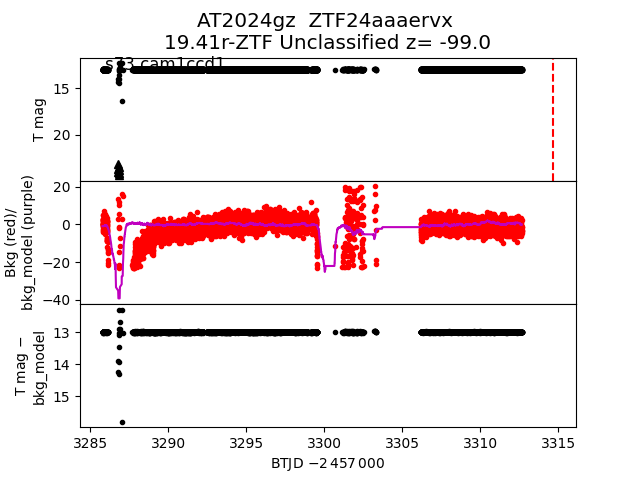 AT2024gz  ZTF24aaaervx
19.41r-ZTF Unclassified z= -99.0
s73 cam1ccd1
T mag
15
20
Bkg (red)/
bkg_model (purple)
20
0
−20
−40
T mag −
bkg_model
13
14
15
3285 3290 3295 3300 3305 3310 3315
BTJD −2 457 000